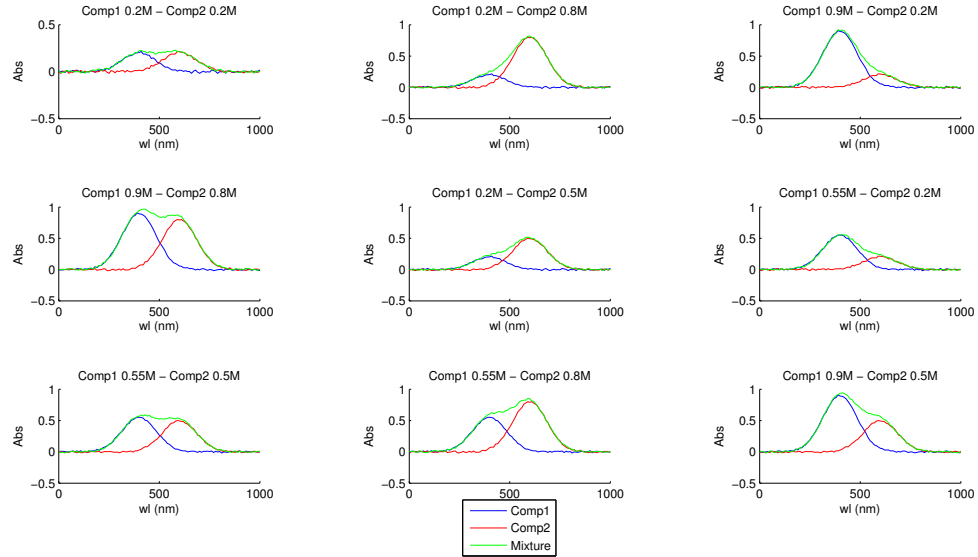 Comp1 0.2M − Comp2 0.2M
Comp1 0.2M − Comp2 0.8M
Comp1 0.9M − Comp2 0.2M
0.5
0
−0.5
Abs
0
500
1000
wl (nm)
1
0.5
0
−0.5
Abs
0
500
1000
wl (nm)
1
0.5
0
−0.5
Abs
0
500
1000
wl (nm)
Comp1 0.9M − Comp2 0.8M
Comp1 0.2M − Comp2 0.5M
Comp1 0.55M − Comp2 0.2M
1
0.5
0
−0.5
Abs
0
500
1000
wl (nm)
1
0.5
0
−0.5
Abs
0
500
1000
wl (nm)
1
0.5
0
−0.5
Abs
0
500
1000
wl (nm)
Comp1 0.55M − Comp2 0.5M
Comp1 0.55M − Comp2 0.8M
Comp1 0.9M − Comp2 0.5M
1
0.5
0
−0.5
Abs
0
500
1000
wl (nm)
1
0.5
0
−0.5
Abs
0
500
1000
wl (nm)
1
0.5
0
−0.5
Abs
0
500
1000
wl (nm)
Comp1
Comp2
Mixture